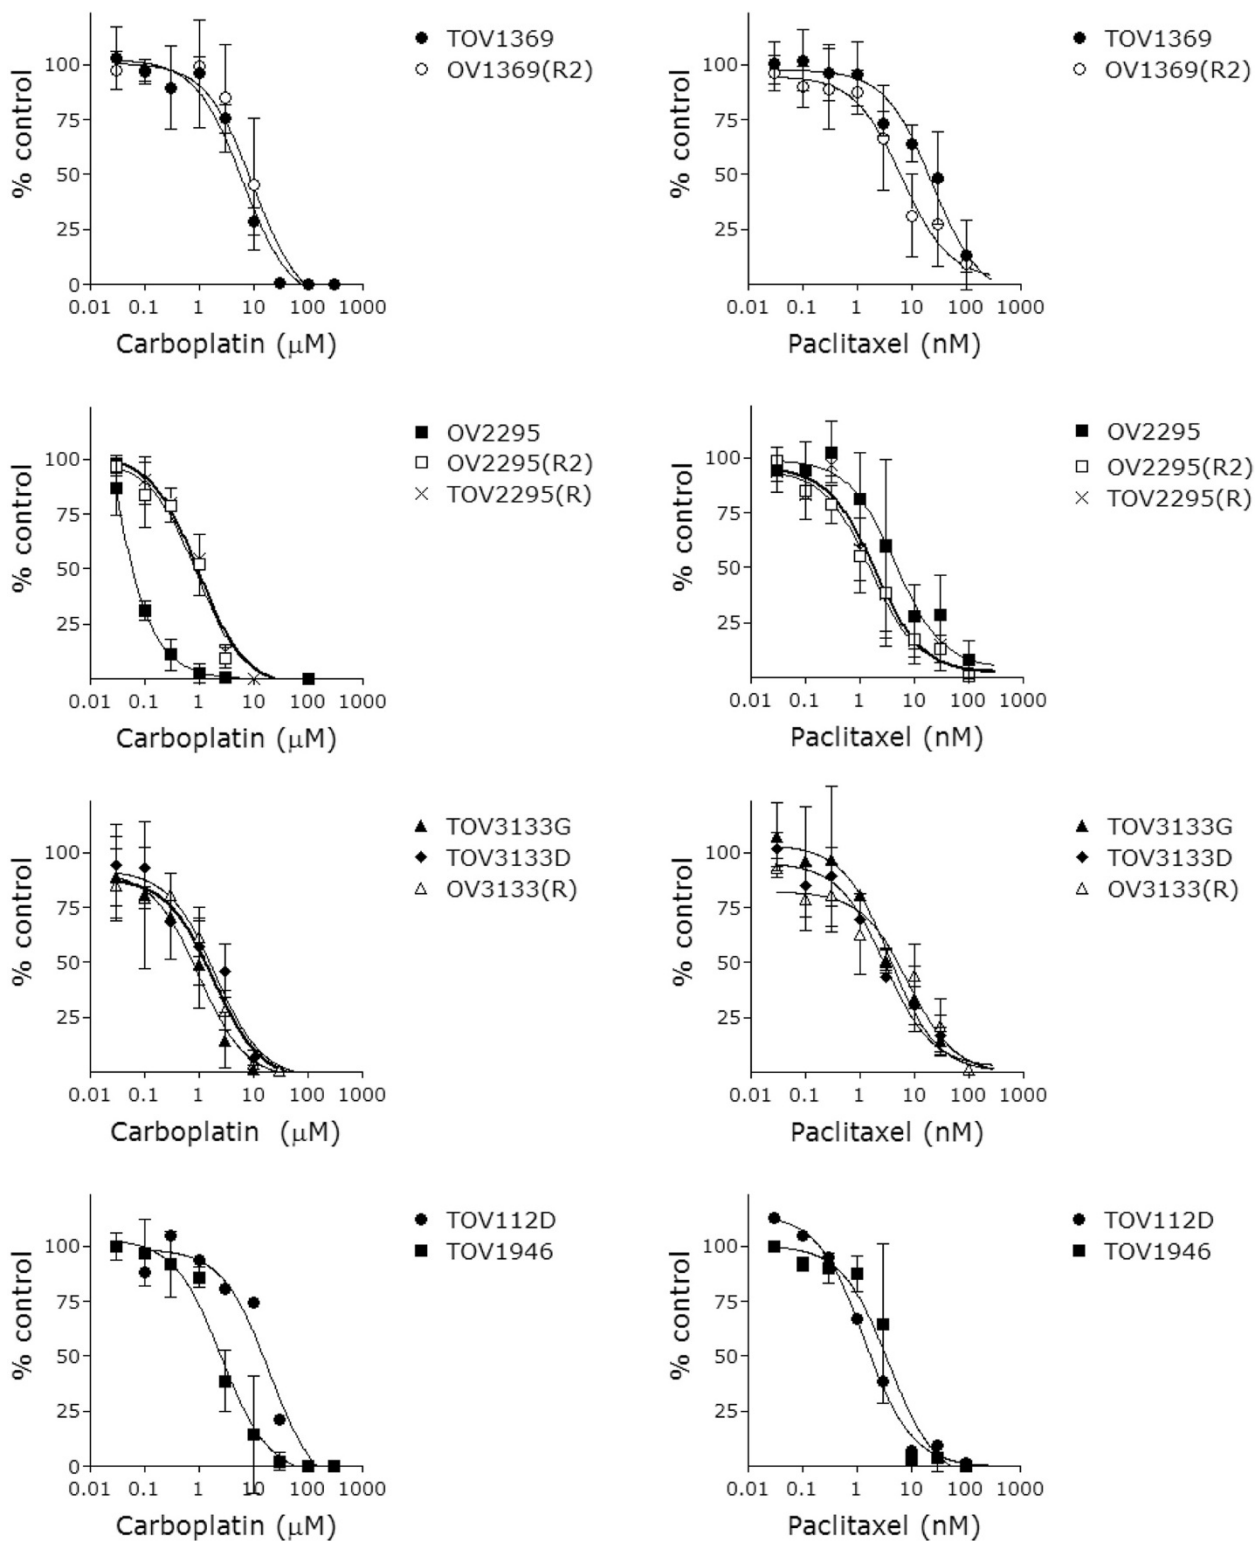 TOV1369
OV1369(R2)
% control
100
75
50
25
0
0.01 0.1 1 10 100 1000
Carboplatin (μM)
TOV1369
OV1369(R2)
% control
100
75
50
25
0
0.01 0.1 1 10 100 1000
Paclitaxel (nM)
OV2295
OV2295(R2)
TOV2295(R)
% control
100
75
50
25
0.01 0.1 1 10 100 1000
Carboplatin (μM)
OV2295
OV2295(R2)
TOV2295(R)
% control
100
75
50
25
0.01 0.1 1 10 100 1000
Paclitaxel (nM)
TOV3133G
TOV3133D
OV3133(R)
% control
100
75
50
25
0.01 0.1 1 10 100 1000
Carboplatin (μM)
TOV3133G
TOV3133D
OV3133(R)
% control
100
75
50
25
0.01 0.1 1 10 100 1000
Paclitaxel (nM)
TOV112D
TOV1946
% control
100
75
50
25
0
0.01 0.1 1 10 100 1000
Carboplatin (μM)
TOV112D
TOV1946
% control
100
75
50
25
0
0.01 0.1 1 10 100 1000
Paclitaxel (nM)